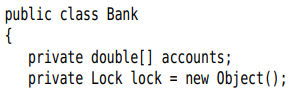 public class Bank
{
private double[] accounts;
private Lock lock = new Object();